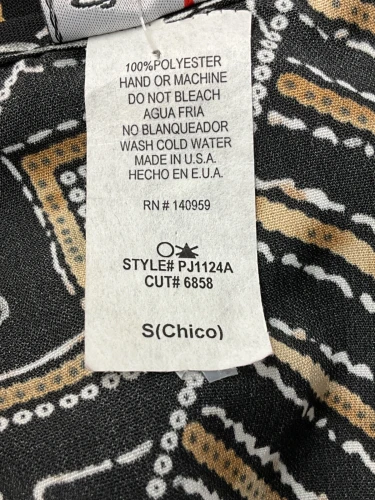 100%POLYESTER
HAND OR MACHINE
DO NOT BLEACH
AGUA FRIA
NO BLANQUEADOR
WASH COLD WATER
MADE IN U.S.A.
HECHO EN E.U.A.
RN # 140959
STYLE# PJ1124A
CUT# 6858
S(Chico)